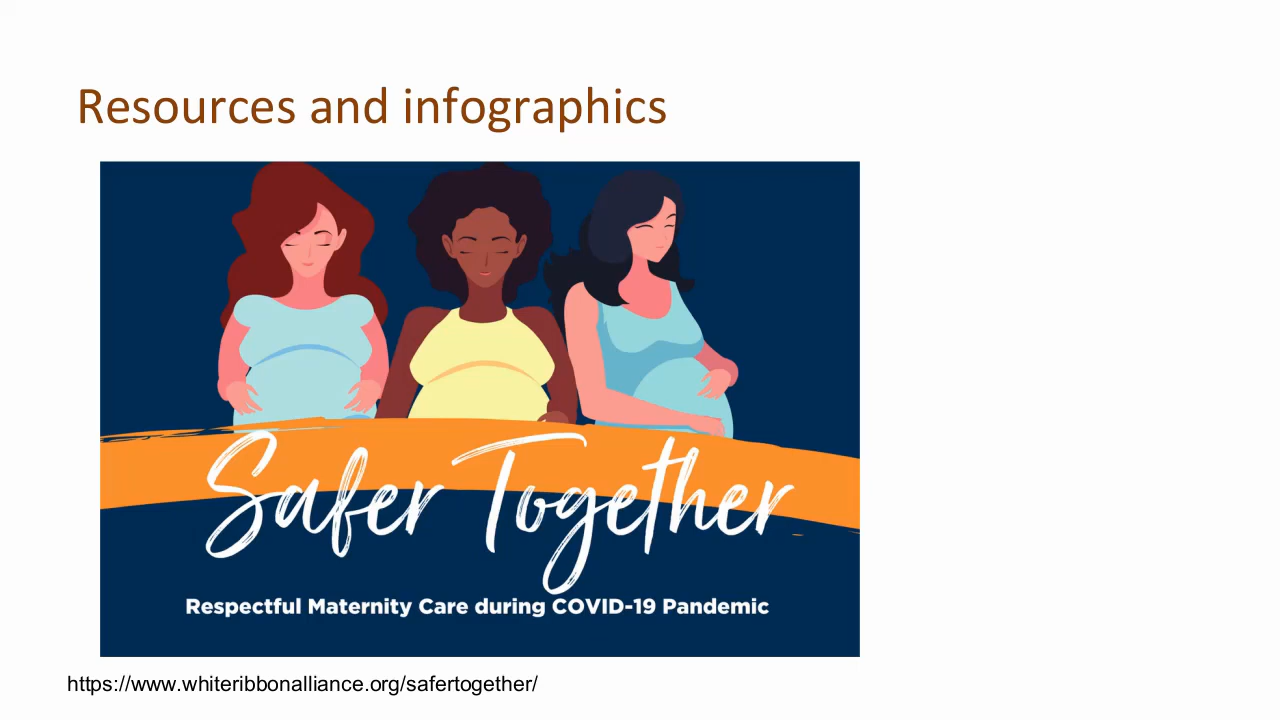 Resources and infographics
Safer Together
Respectful Maternity Care during COVID-19 Pandemic
https://www.whiteribbonalliance.org/safertogether/